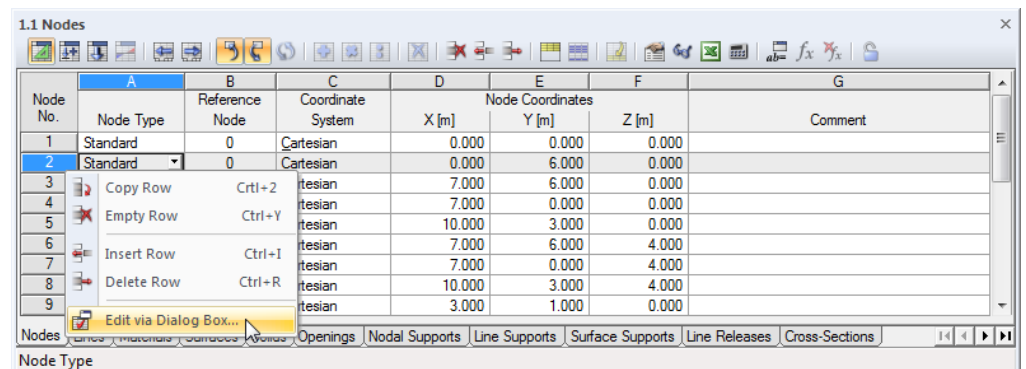 1.1 Nodes
A B C D E F G
Node No. Node Type Reference Node Coordinate System Node Coordinates X [m] Y [m] Z [m] Comment
1 Standard 0 Cartesian 0.000 0.000 0.000
2 Standard 0 Cartesian 0.000 6.000 0.000
3 rtesian 7.000 6.000 0.000
4 rtesian 7.000 0.000 0.000
5 rtesian 10.000 3.000 0.000
6 rtesian 7.000 6.000 4.000
7 rtesian 7.000 0.000 4.000
8 rtesian 10.000 3.000 4.000
9 rtesian 3.000 1.000 0.000
Copy Row Crtl+2
Empty Row Ctrl+Y
Insert Row Ctrl+I
Delete Row Ctrl+R
Edit via Dialog Box...
Nodes Lines Materials Surfaces Solids Openings Nodal Supports Line Supports Surface Supports Line Releases Cross-Sections
Node Type